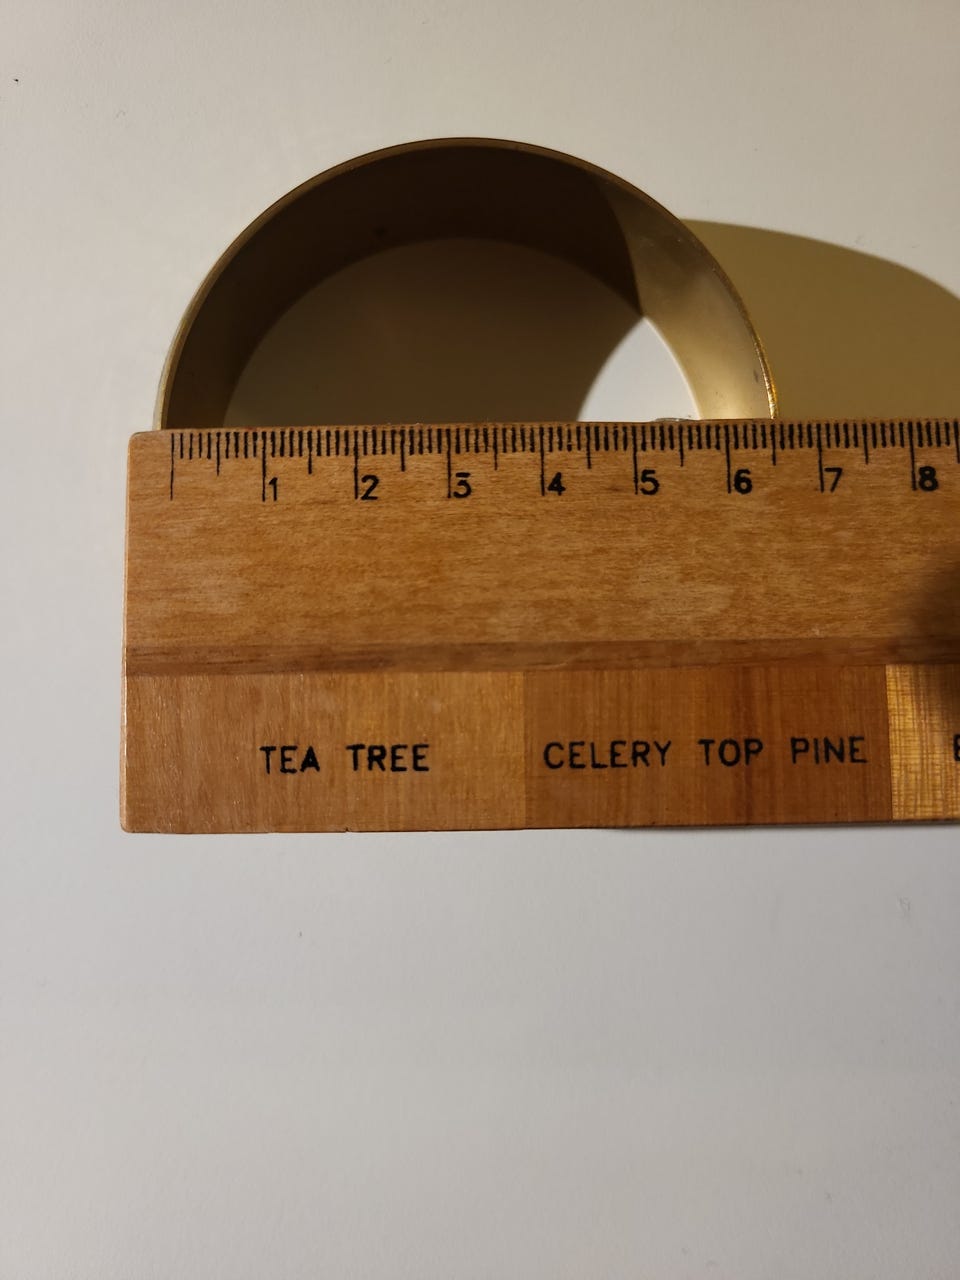 1 2 3 4 5 6 7 8
TEA TREE CELERY TOP PINE